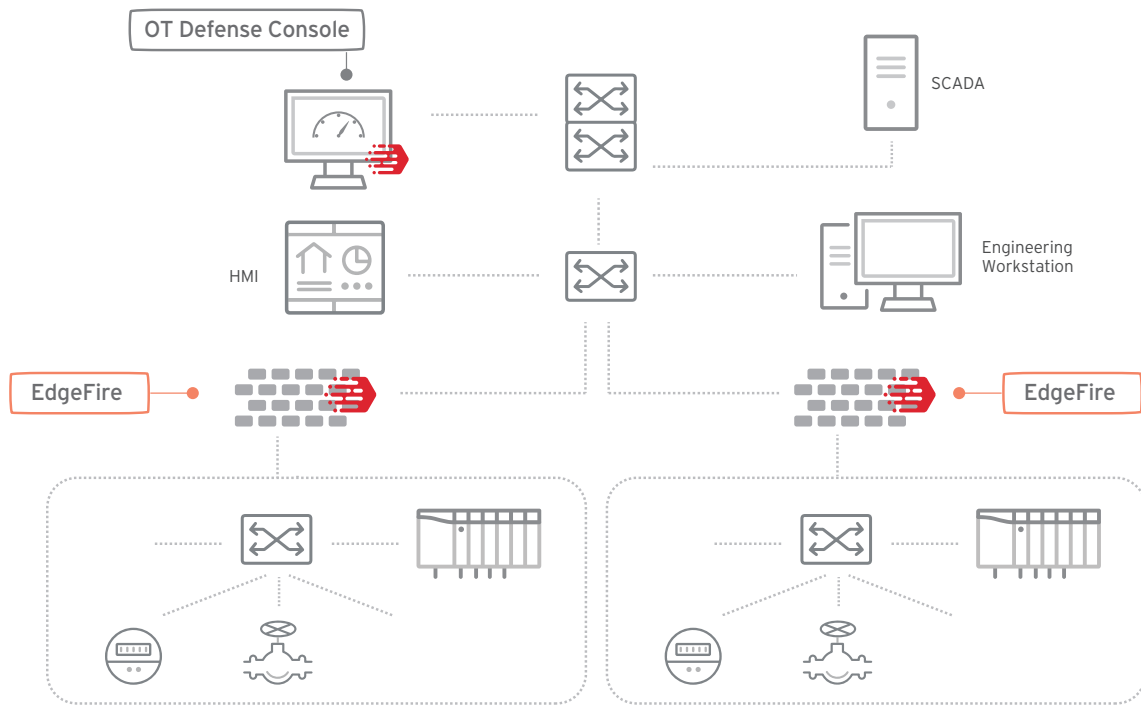 OT Defense Console
SCADA
HMI
Engineering
Workstation
EdgeFire
EdgeFire